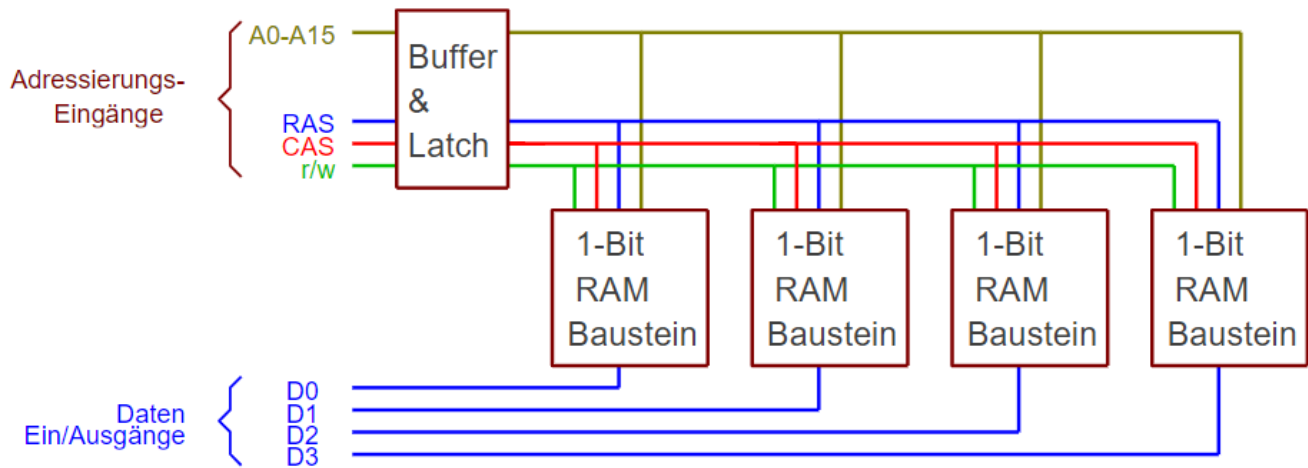 A0-A15
Adressierungs-
Eingänge
RAS
CAS
r/w
Buffer
&
Latch
1-Bit
RAM
Baustein
1-Bit
RAM
Baustein
1-Bit
RAM
Baustein
1-Bit
RAM
Baustein
Daten
Ein/Ausgänge
D0
D1
D2
D3